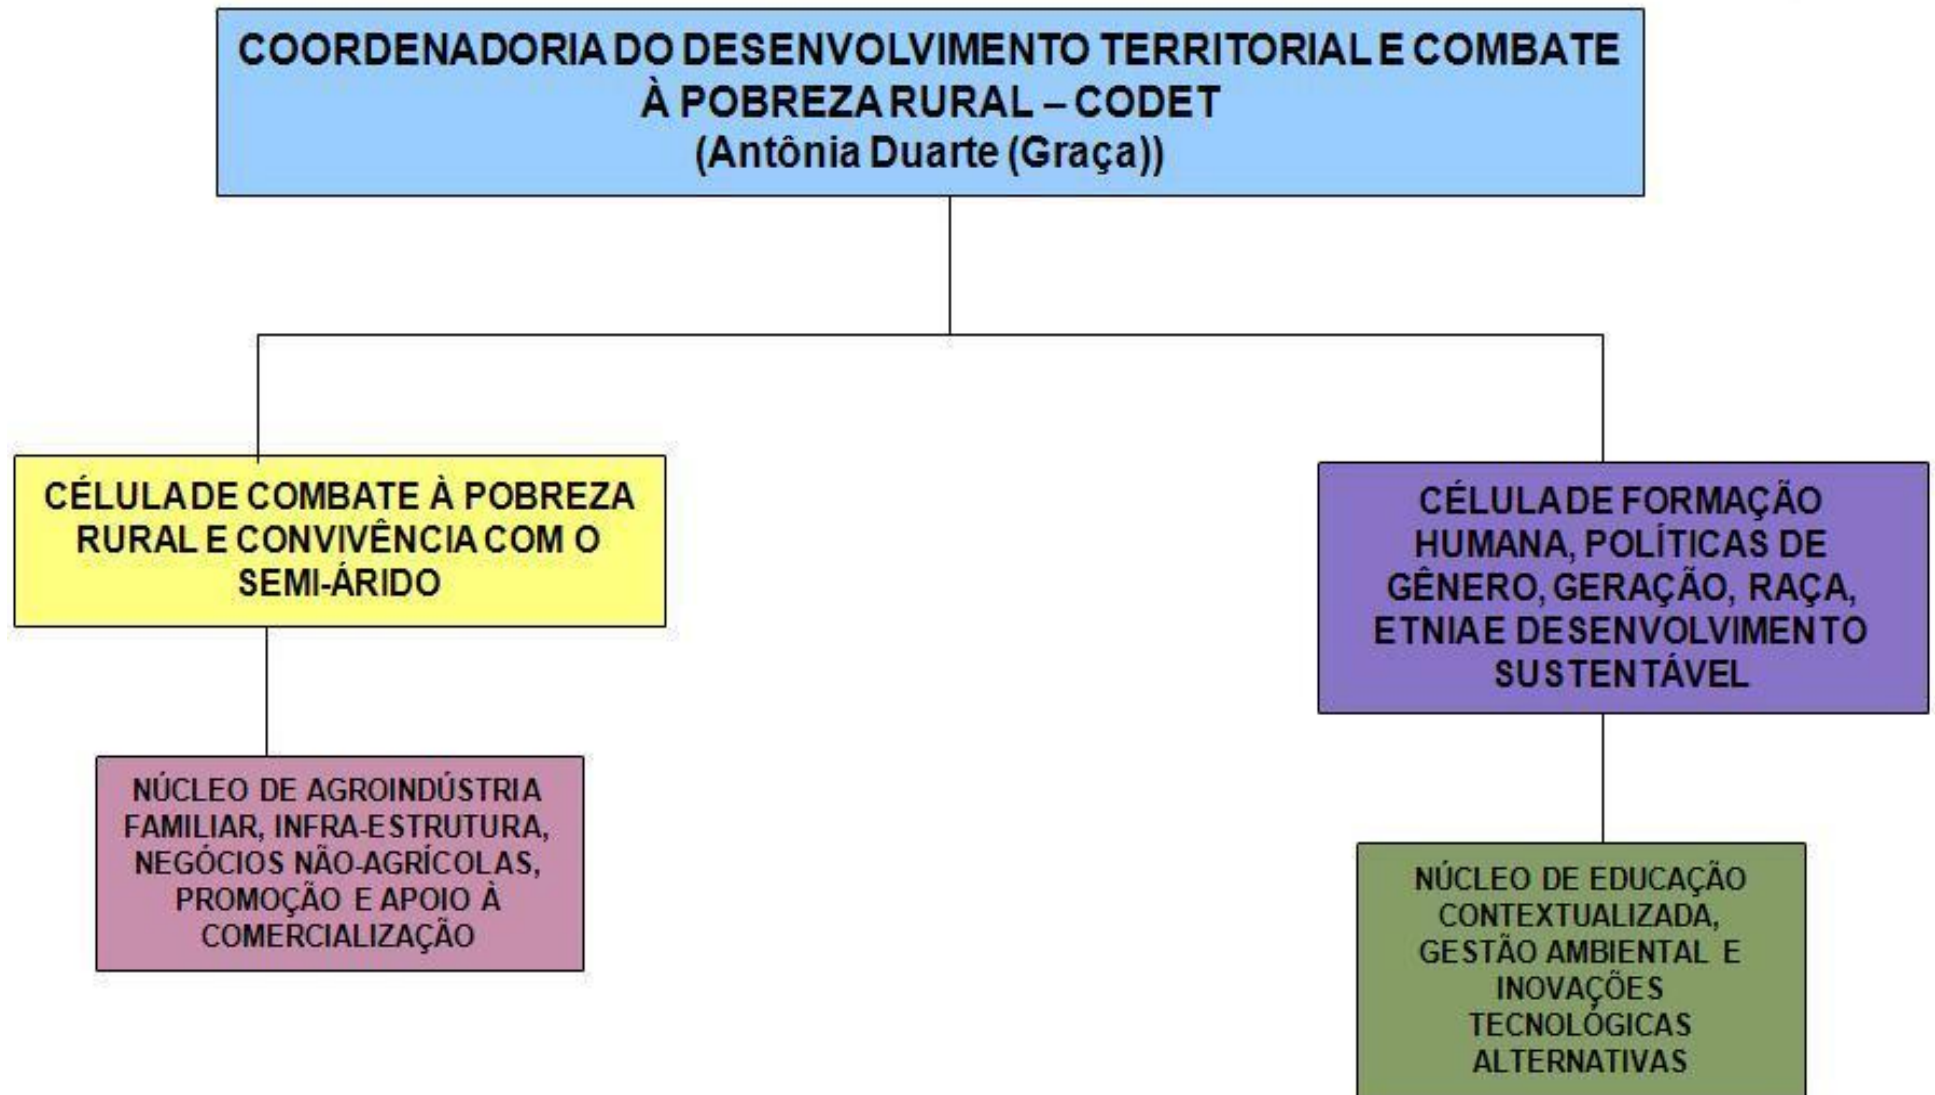 COORDENADORIA DO DESENVOLVIMENTO TERRITORIAL E COMBATE
À POBREZA RURAL – CODET
(Antônia Duarte (Graça))
CÉLULA DE COMBATE À POBREZA
RURAL E CONVIVÊNCIA COM O
SEMI-ÁRIDO
CÉLULA DE FORMAÇÃO
HUMANA, POLÍTICAS DE
GÊNERO, GERAÇÃO, RAÇA,
ETNIA E DESENVOLVIMENTO
SUSTENTÁVEL
NÚCLEO DE AGROINDÚSTRIA
FAMILIAR, INFRA-ESTRUTURA,
NEGÓCIOS NÃO-AGRÍCOLAS,
PROMOÇÃO E APOIO À
COMERCIALIZAÇÃO
NÚCLEO DE EDUCAÇÃO
CONTEXTUALIZADA,
GESTÃO AMBIENTAL E
INOVAÇÕES
TECNOLÓGICAS
ALTERNATIVAS